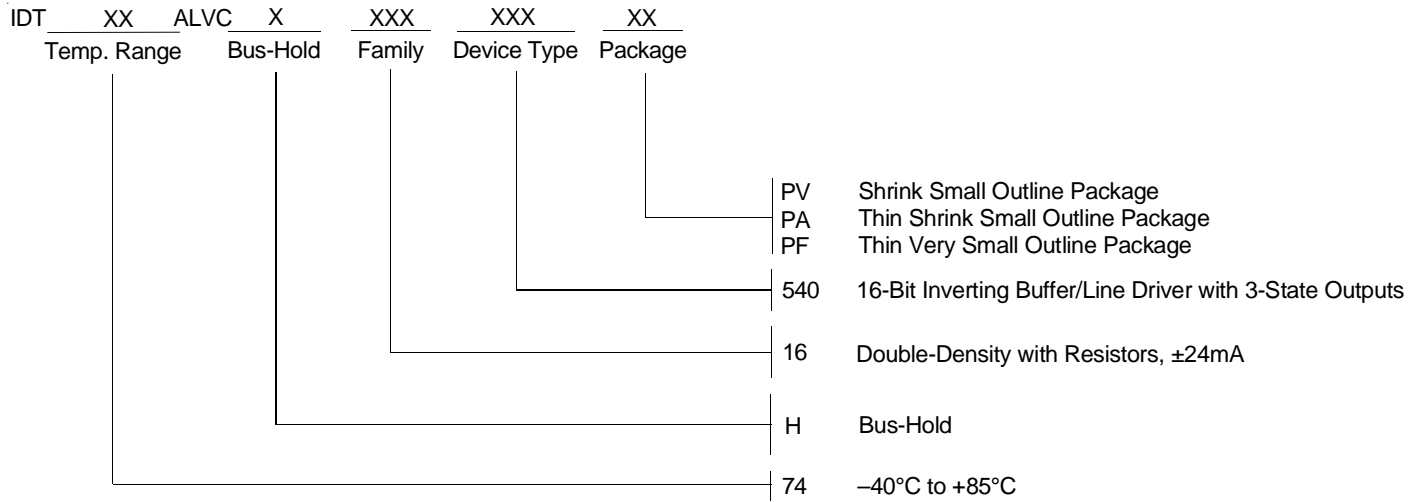 IDT XX ALVC X XXX XXX XX
Temp. Range Bus-Hold Family Device Type Package
PV Shrink Small Outline Package
PA Thin Shrink Small Outline Package
PF Thin Very Small Outline Package
540 16-Bit Inverting Buffer/Line Driver with 3-State Outputs
16 Double-Density with Resistors, ±24mA
H Bus-Hold
74 –40°C to +85°C